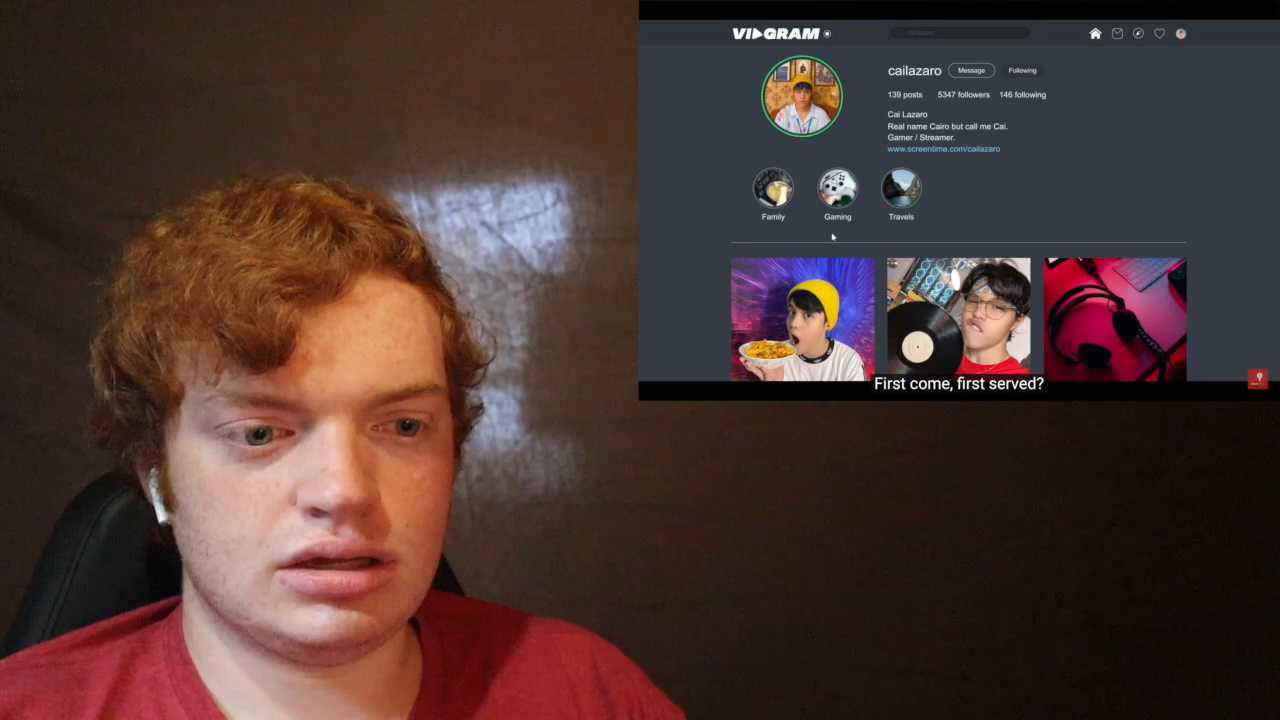 VIDGRAM
cailazaro
cailazaro
Message
Following
139 posts
5347 followers
146 following
Cai Lazaro
Real name Cairo but call me Cai.
Gamer / Streamer.
www.screentime.com/cailazaro
Family
Gaming
Travels
First come, first served?